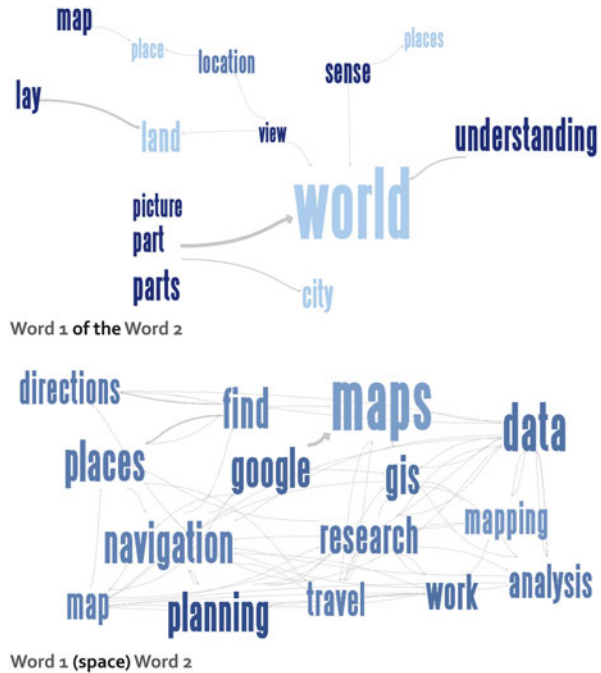 map
place
location
places
sense
lay
land
view
understanding
world
picture
part
parts
city
Word 1 of the Word 2
directions
find
maps
data
places
google
gis
mapping
navigation
research
map
planning
travel
work
analysis
Word 1 (space) Word 2